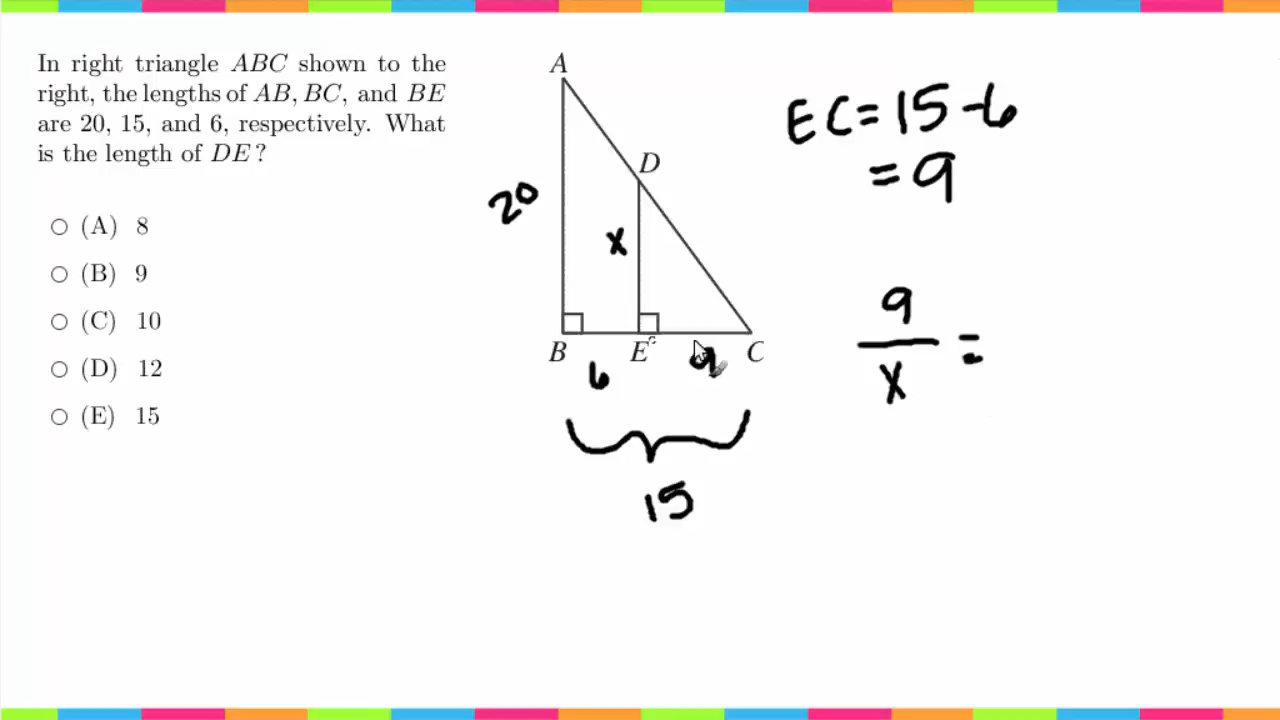 In right triangle ABC shown to the
right, the lengths of AB, BC, and BE
are 20, 15, and 6, respectively. What
is the length of DE?
(A) 8
(B) 9
(C) 10
(D) 12
(E) 15
A
D
20
x
B
E
C
6
9
15
EC = 15 - 6
= 9
9
x =